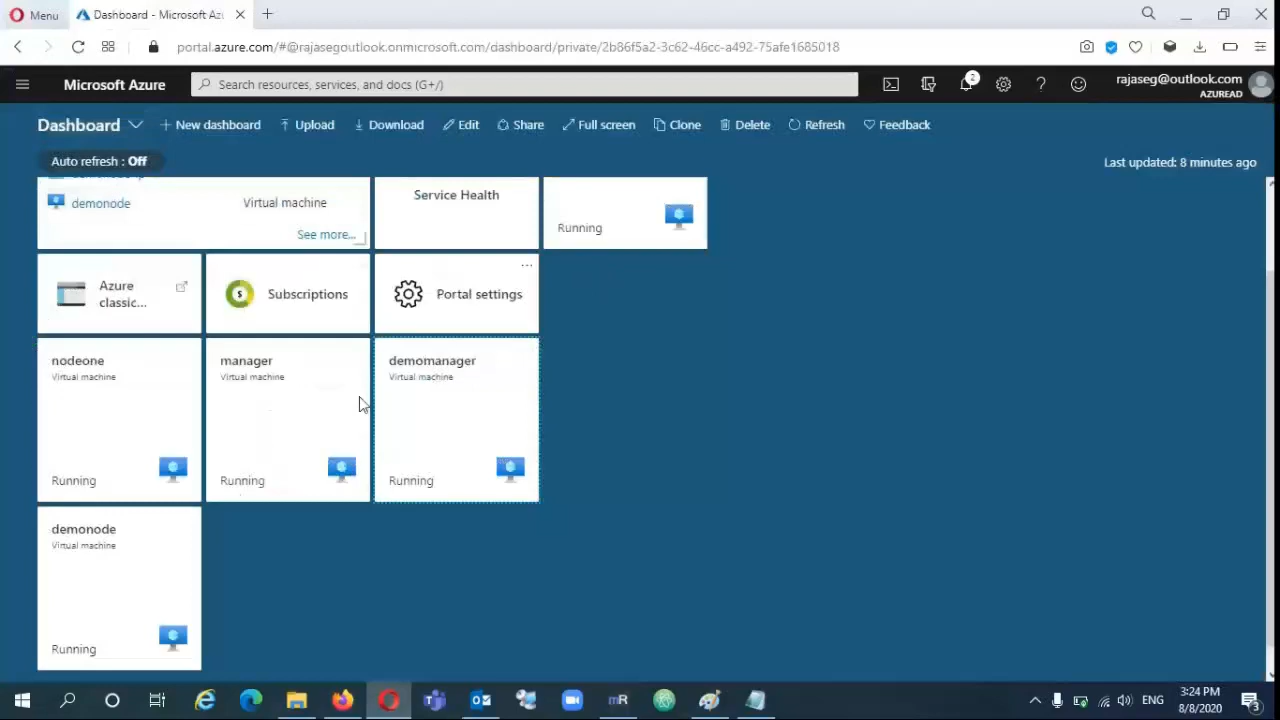 Menu
Dashboard - Microsoft Az
portal.azure.com/#@rajasegoutlook.onmicrosoft.com/dashboard/private/2b86f5a2-3c62-46cc-a492-75afe1685018
Microsoft Azure
Search resources, services, and docs (G+/)
2
rajaseg@outlook.com
AZUREAD
Dashboard
New dashboard
Upload
Download
Edit
Share
Full screen
Clone
Delete
Refresh
Feedback
Auto refresh : Off
Last updated: 8 minutes ago
demonode
Virtual machine
See more...
Service Health
Running
Azure
classic...
Subscriptions
Portal settings
nodeone
Virtual machine
Running
manager
Virtual machine
Running
demomanager
Virtual machine
Running
demonode
Virtual machine
Running
mR
ENG
3:24 PM
8/8/2020
3